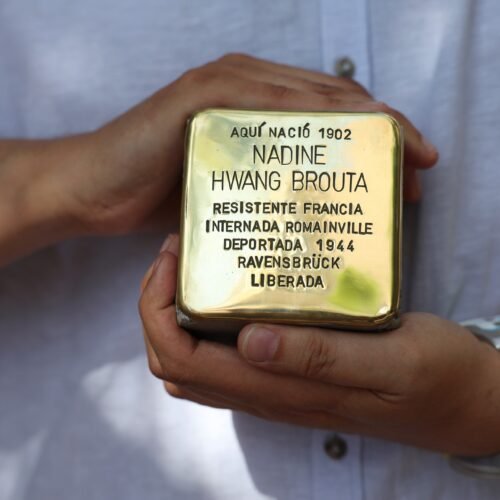 AQUÍ NACIÓ 1902
NADINE
HWANG BROUTA
RESISTENTE FRANCIA
INTERNADA ROMAINVILLE
DEPORTADA 1944
RAVENSBRÜCK
LIBERADA